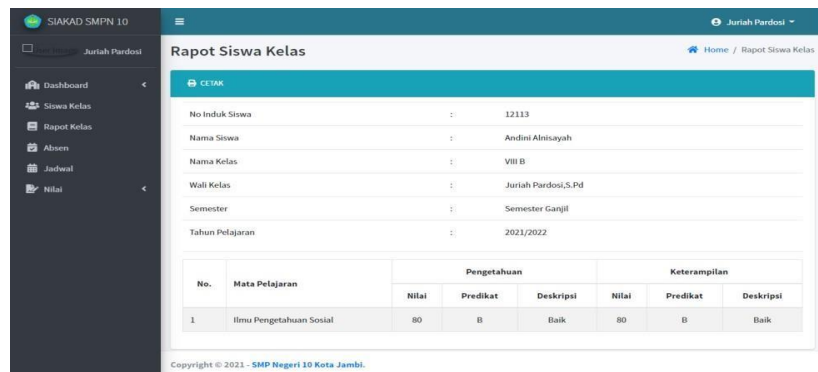 SIAKAD SMPN 10
Juriah Pardosi
Juriah Pardosi
Dashboard
Siswa Kelas
Rapot Kelas
Absen
Jadwal
Nilai
Rapot Siswa Kelas
Home / Rapot Siswa Kelas
CETAK
No Induk Siswa : 12113
Nama Siswa : Andini Alnisayah
Nama Kelas : VIII B
Wali Kelas : Juriah Pardosi,S.Pd
Semester : Semester Ganjil
Tahun Pelajaran : 2021/2022
No. Mata Pelajaran Pengetahuan Keterampilan
Nilai Predikat Deskripsi Nilai Predikat Deskripsi
1 Ilmu Pengetahuan Sosial 80 B Baik 80 B Baik
Copyright © 2021 - SMP Negeri 10 Kota Jambi.